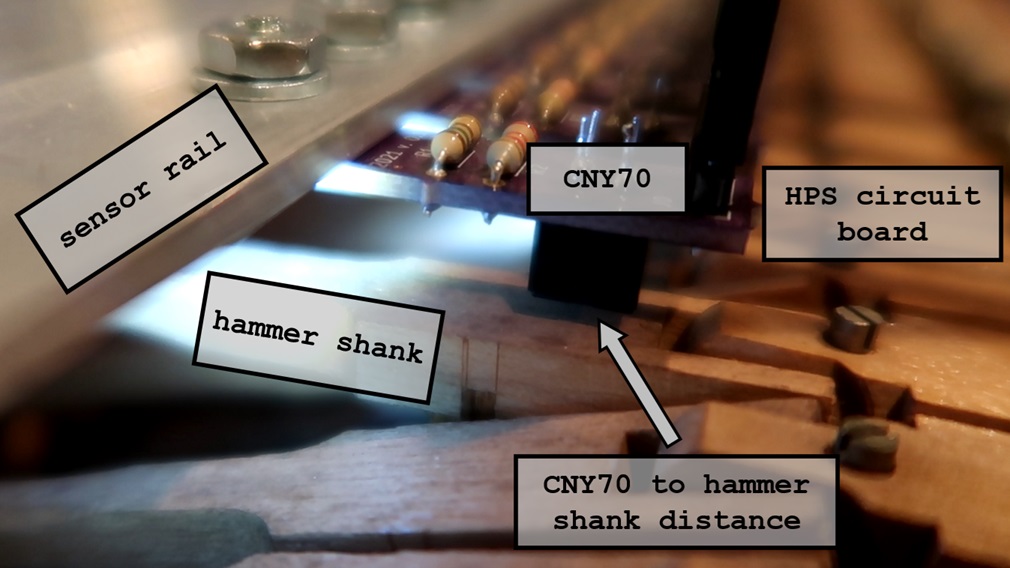 sensor rail
CNY70
HPS circuit
board
hammer shank
CNY70 to hammer
shank distance